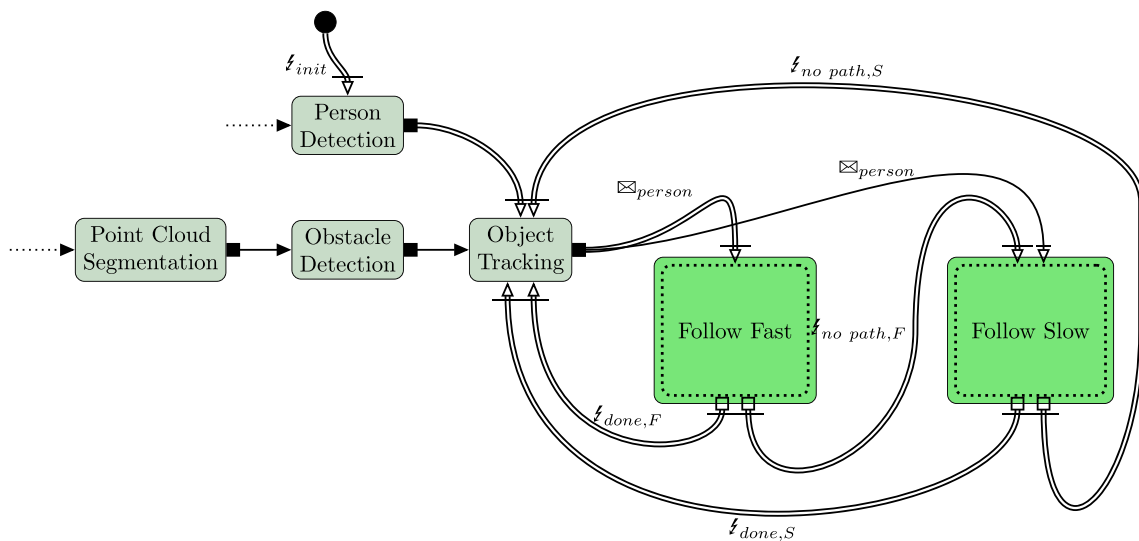 ↯init
↯no path,S
Person
Detection
✉person
✉person
Point Cloud
Segmentation
Obstacle
Detection
Object
Tracking
Follow Fast
↯no path,F
Follow Slow
↯done,F
↯done,S